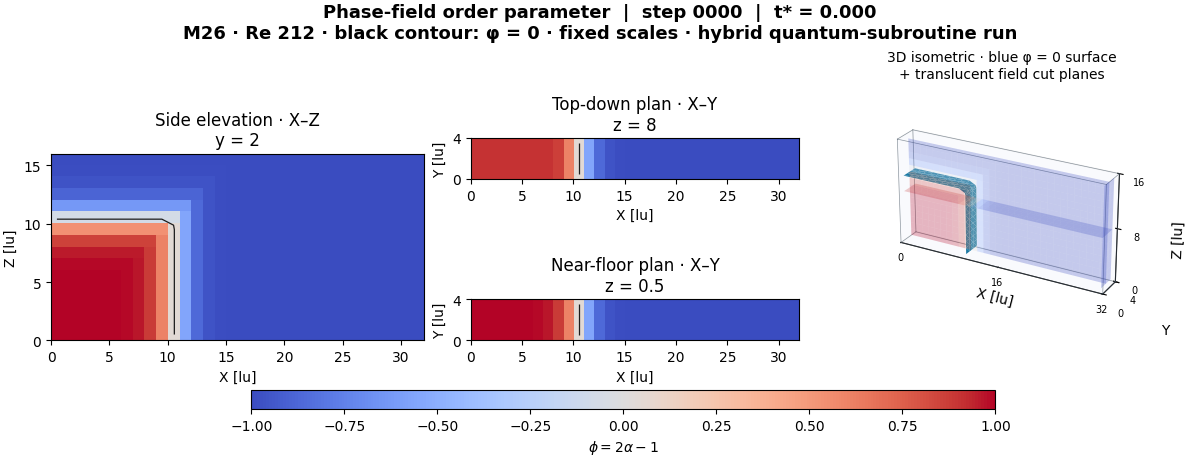 Phase-field order parameter | step 0000 | t* = 0.000
M26 · Re 212 · black contour: φ = 0 · fixed scales · hybrid quantum-subroutine run
3D isometric · blue φ = 0 surface
+ translucent field cut planes
Side elevation · X–Z
y = 2
Z [lu]
15
10
5
0
0 5 10 15 20 25 30
X [lu]
Top-down plan · X–Y
z = 8
Y [lu]
4
0
0 5 10 15 20 25 30
X [lu]
Near-floor plan · X–Y
z = 0.5
Y [lu]
4
0
0 5 10 15 20 25 30
X [lu]
16
8
0
Z [lu]
0
16
32
X [lu]
4
0
Y
−1.00 −0.75 −0.50 −0.25 0.00 0.25 0.50 0.75 1.00
ϕ = 2α − 1